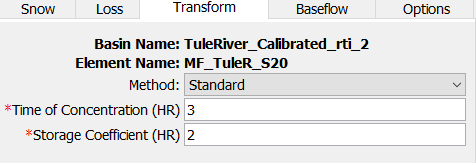 Snow Loss Transform Baseflow Options
Basin Name: TuleRiver_Calibrated_rti_2
Element Name: MF_TuleR_S20
Method: Standard
*Time of Concentration (HR) 3
*Storage Coefficient (HR) 2